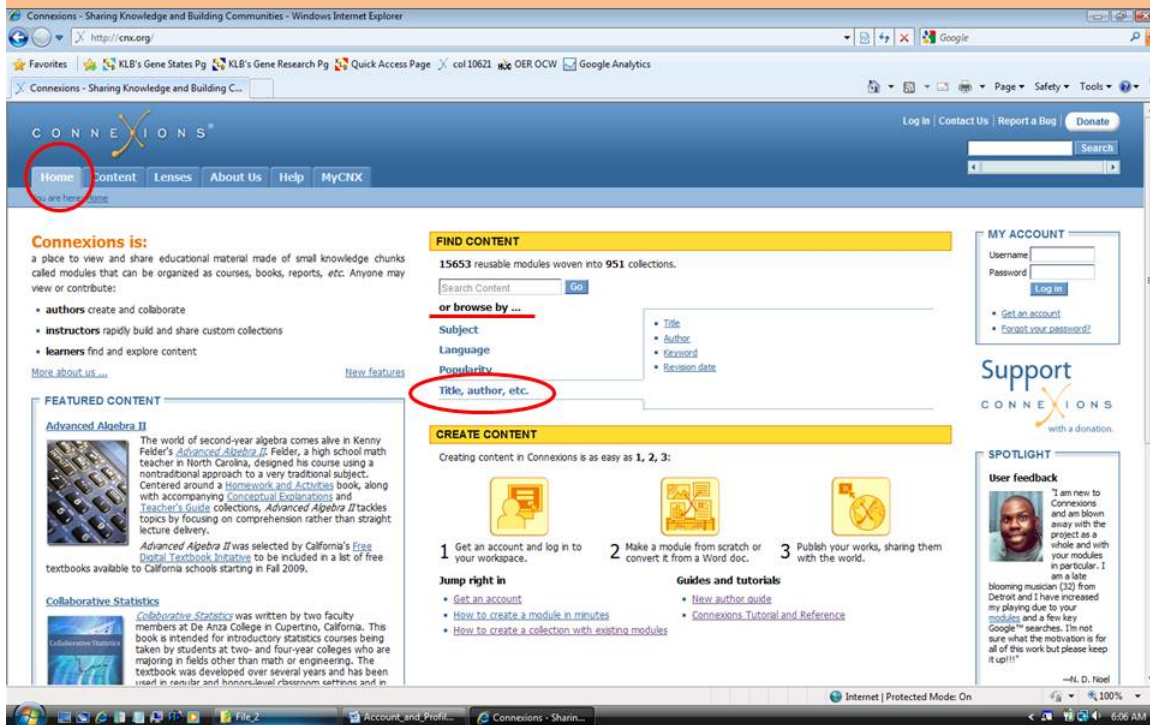 Connexions - Sharing Knowledge and Building Communities - Windows Internet Explorer
http://cnx.org/
Google
Favorites
KLB's Gene States Pg
KLB's Gene Research Pg
Quick Access Page
col 10621
OER OCW
Google Analytics
Connexions - Sharing Knowledge and Building C...
Page
Safety
Tools
CONNEXIONS®
Log In | Contact Us | Report a Bug
Donate
Search
Home
Content
Lenses
About Us
Help
MyCNX
You are here: Home
Connexions is:
a place to view and share educational material made of small knowledge chunks
called modules that can be organized as courses, books, reports, etc. Anyone may
view or contribute:
authors create and collaborate
instructors rapidly build and share custom collections
learners find and explore content
More about us ...
New features
FEATURED CONTENT
Advanced Algebra II
The world of second-year algebra comes alive in Kenny
Felder's Advanced Algebra II. Felder, a high school math
teacher in North Carolina, designed his course using a
nontraditional approach to a very traditional subject.
Centered around a Homework and Activities book, along
with accompanying Conceptual Explanations and
Teacher's Guide collections, Advanced Algebra II tackles
topics by focusing on comprehension rather than straight
lecture delivery.
Advanced Algebra II was selected by California's Free
Digital Textbook Initiative to be included in a list of free
textbooks available to California schools starting in Fall 2009.
Collaborative Statistics
Collaborative Statistics
Collaborative Statistics was written by two faculty
members at De Anza College in Cupertino, California. This
book is intended for introductory statistics courses being
taken by students at two- and four-year colleges who are
majoring in fields other than math or engineering. The
textbook was developed over several years and has been
used in regular and honors-level classroom settings and in
FIND CONTENT
15653 reusable modules woven into 951 collections.
Search Content
Go
or browse by ...
Subject
Language
Popularity
Title, author, etc.
Title
Author
Keyword
Revision date
CREATE CONTENT
Creating content in Connexions is as easy as 1, 2, 3:
1 Get an account and log in to
your workspace.
2 Make a module from scratch or
convert it from a Word doc.
3 Publish your works, sharing them
with the world.
Jump right in
Get an account
How to create a module in minutes
How to create a collection with existing modules
Guides and tutorials
New author guide
Connexions Tutorial and Reference
MY ACCOUNT
Username
Password
Log in
Get an account
Forgot your password?
Support
CONNEXIONS
with a donation.
SPOTLIGHT
User feedback
"I am new to
Connexions
and am blown
away with the
project as a
whole and with
your modules
in particular. I
am a late
blooming musician (32) from
Detroit and I have increased
my playing due to your
modules and a few key
Google™ searches. I'm not
sure what the motivation is for
all of this work but please keep
it up!!!"
—N. D. Noel
Internet | Protected Mode: On
100%
File_2
Account_and_Profil...
Connexions - Sharin...
6:06 AM